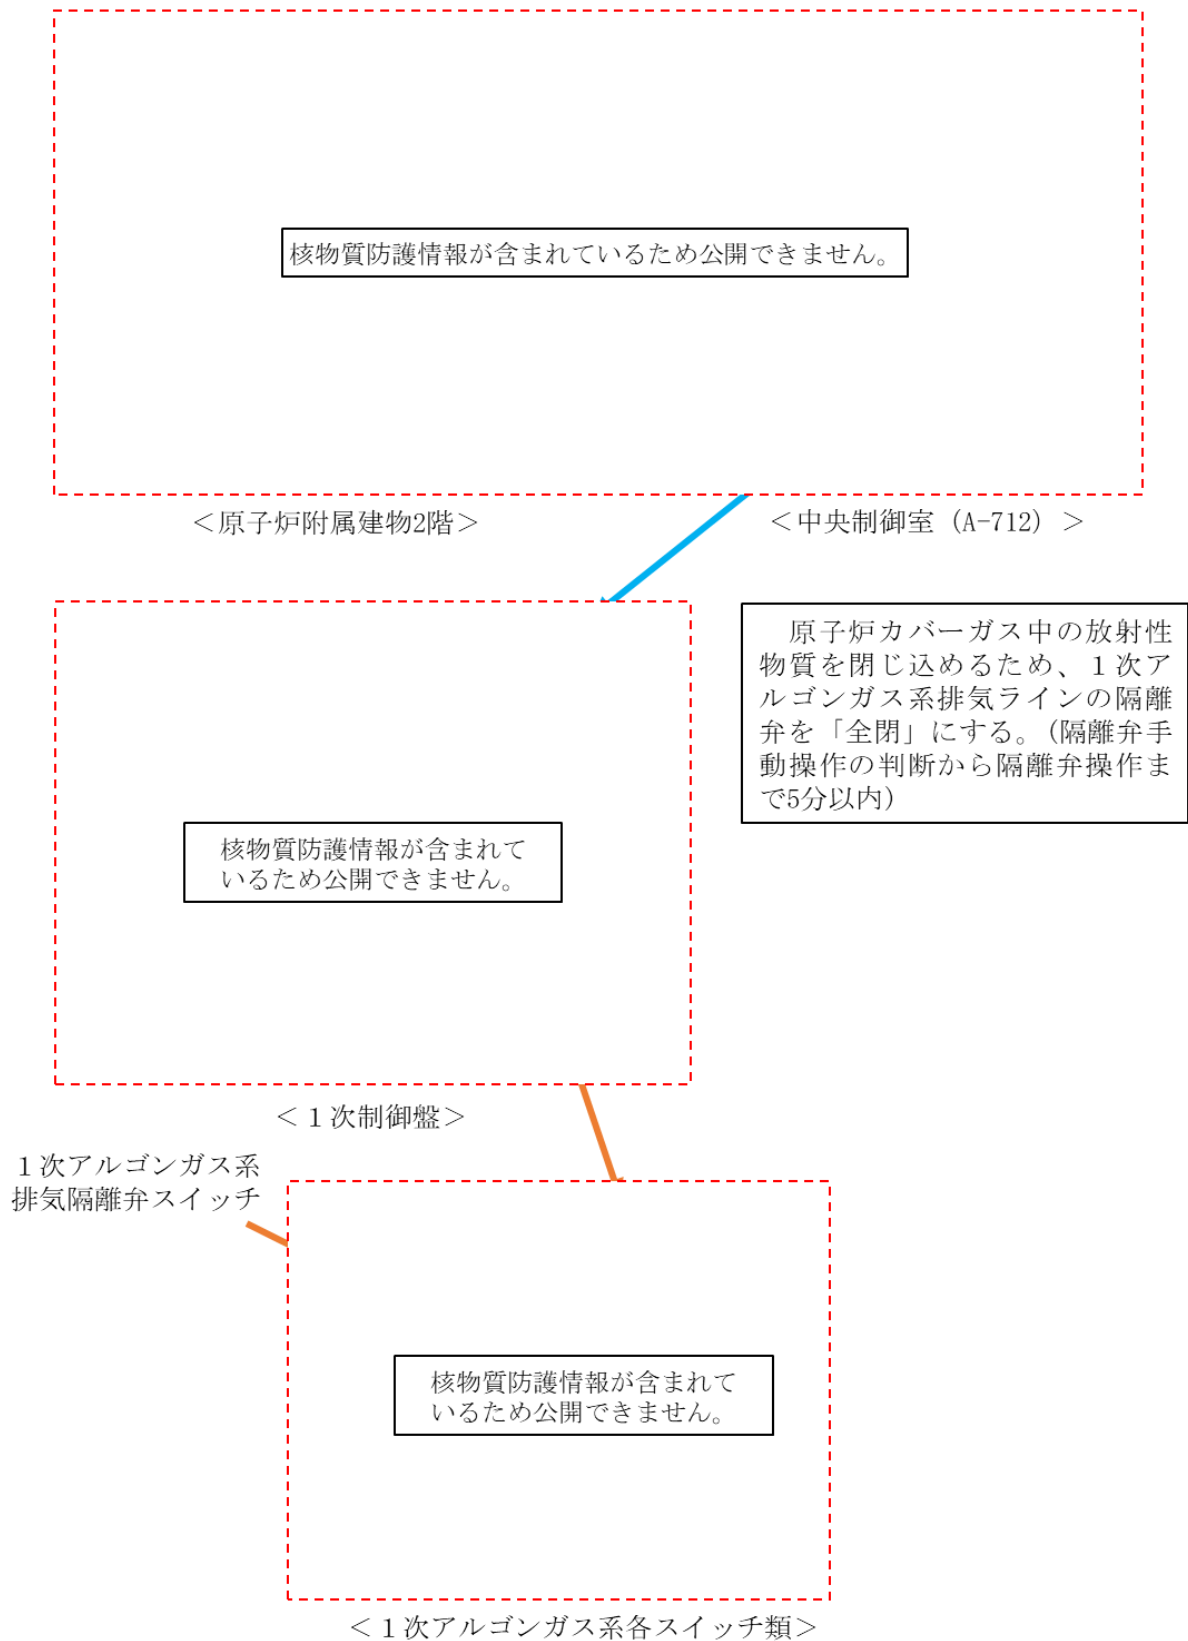 核物質防護情報が含まれているため公開できません。
＜原子炉附属建物2階＞
＜中央制御室（A-712）＞
原子炉カバーガス中の放射性
物質を閉じ込めるため、１次ア
ルゴンガス系排気ラインの隔離
弁を「全閉」にする。（隔離弁手
動操作の判断から隔離弁操作ま
で5分以内）
核物質防護情報が含まれて
いるため公開できません。
＜１次制御盤＞
１次アルゴンガス系
排気隔離弁スイッチ
核物質防護情報が含まれて
いるため公開できません。
＜１次アルゴンガス系各スイッチ類＞